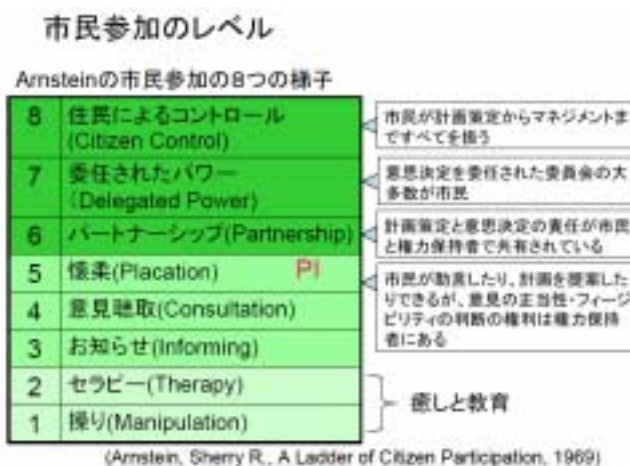 市民参加のレベル
Arnsteinの市民参加の8つの梯子
8 住民によるコントロール
(Citizen Control)
市民が計画策定からマネジメントま
ですべてを扱う
7 委任されたパワー
(Delegated Power)
意思決定を委任された委員会の大
多数が市民
6 パートナーシップ(Partnership)
計画策定と意思決定の責任が市民
と権力保持者で共有されている
5 懐柔(Placation) PI
市民が助言したり、計画を提案した
りできるが、意見の正当性・フィージ
ビリティの判断の権利は権力保持
者にある
4 意見聴取(Consultation)
3 お知らせ(Informing)
2 セラピー(Therapy)
1 操り(Manipulation)
癒しと教育
(Arnstein, Sherry R., A Ladder of Citizen Participation, 1969)